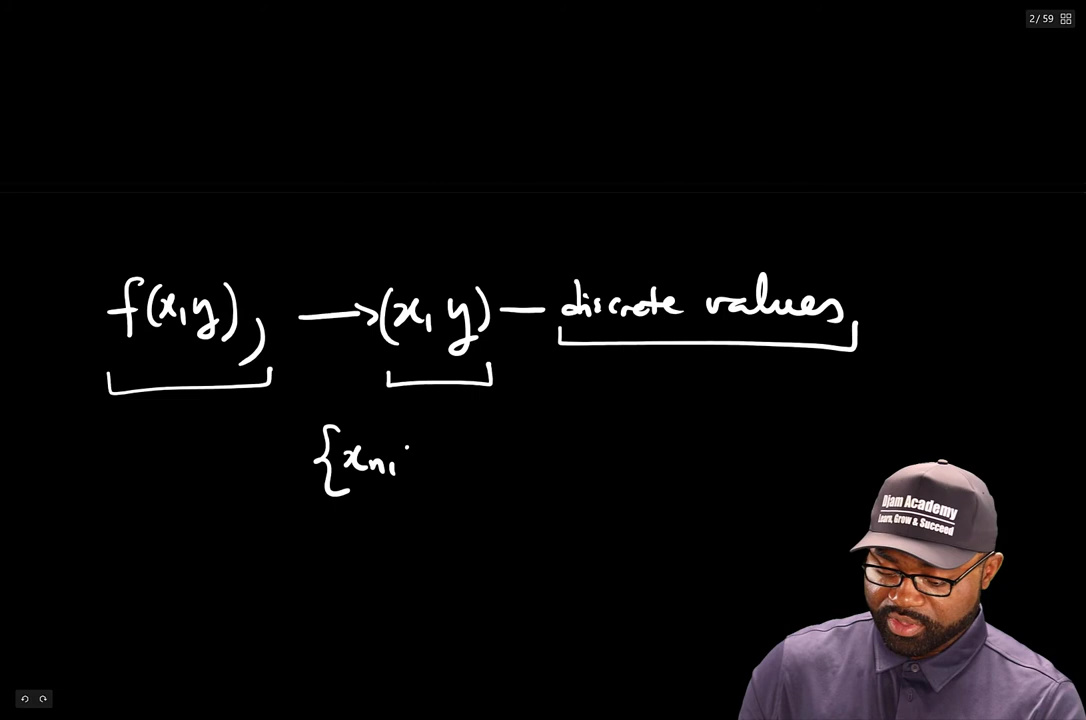 2/59
f(x,y), → (x, y) — discrete values
{xn,
Djam Academy
Learn, Grow & Succeed